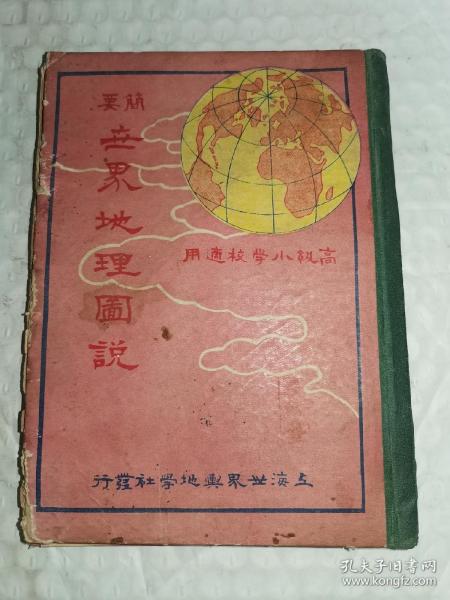 簡要
世界地理圖說
高級小學校適用
上海世界輿地學社發行
孔夫子旧书网
www.kongfz.com